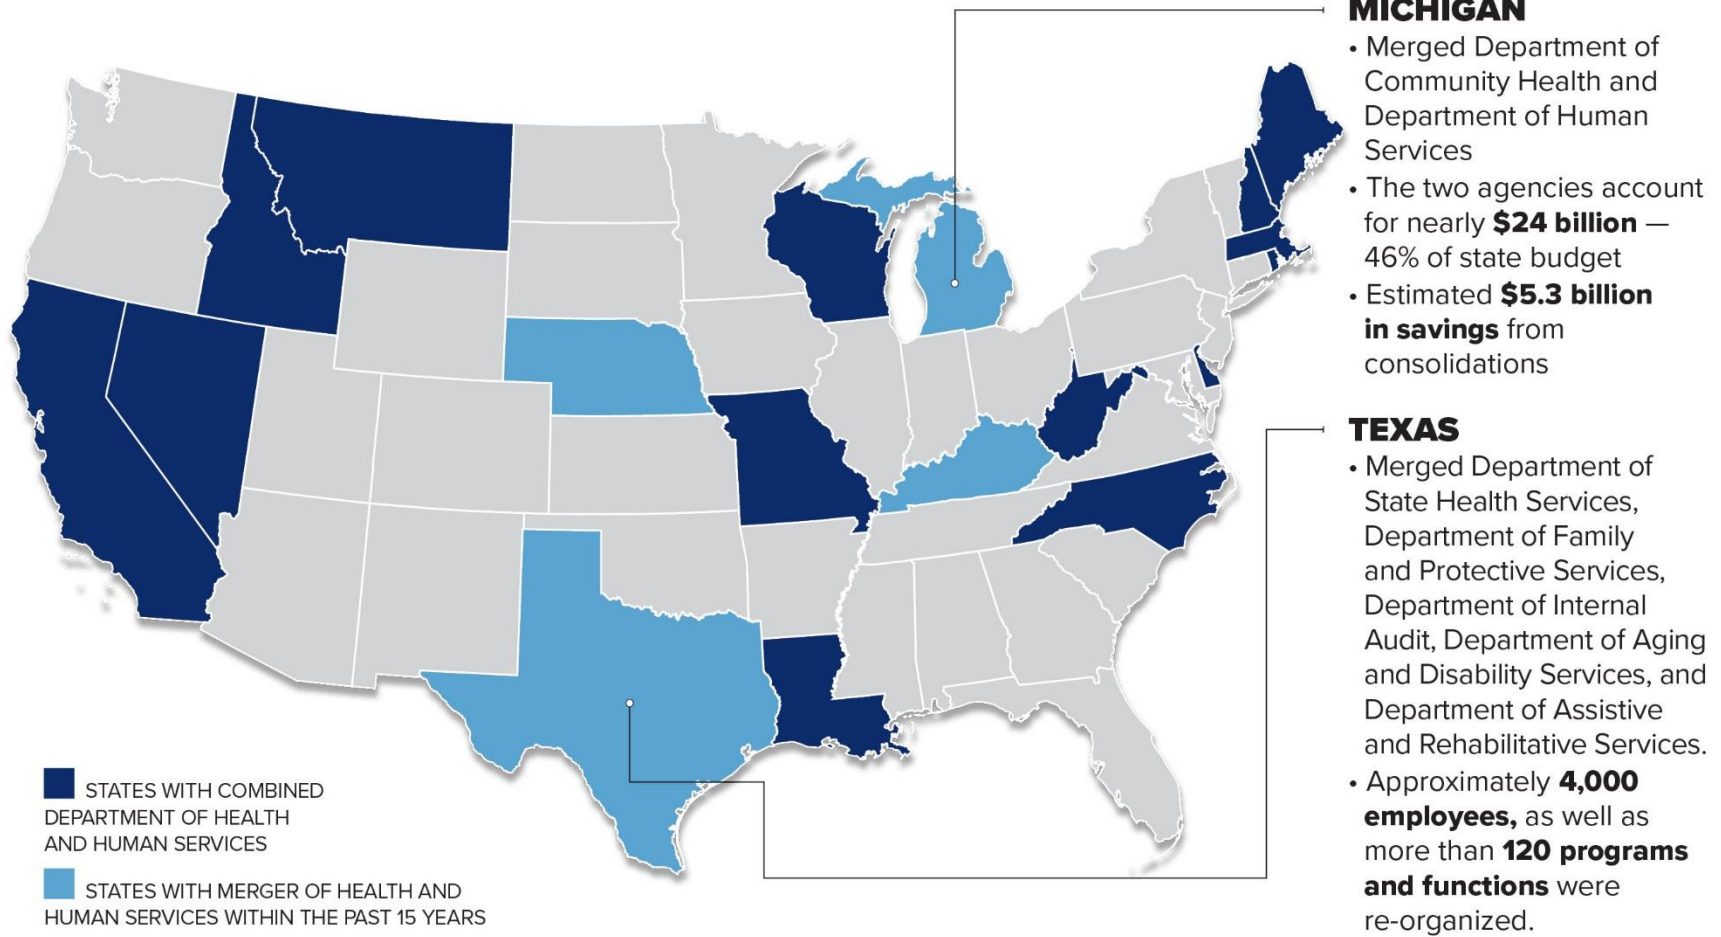 MICHIGAN
• Merged Department of
Community Health and
Department of Human
Services
• The two agencies account
for nearly $24 billion —
46% of state budget
• Estimated $5.3 billion
in savings from
consolidations
TEXAS
• Merged Department of
State Health Services,
Department of Family
and Protective Services,
Department of Internal
Audit, Department of Aging
and Disability Services, and
Department of Assistive
and Rehabilitative Services.
• Approximately 4,000
employees, as well as
more than 120 programs
and functions were
re-organized.
STATES WITH COMBINED
DEPARTMENT OF HEALTH
AND HUMAN SERVICES
STATES WITH MERGER OF HEALTH AND
HUMAN SERVICES WITHIN THE PAST 15 YEARS